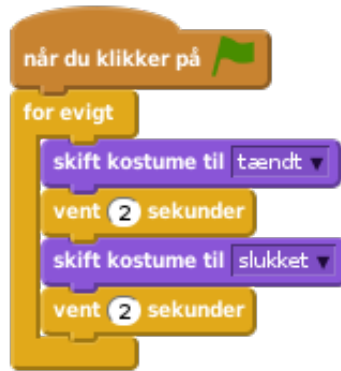 når du klikker på
for evigt
skift kostume til tændt
vent 2 sekunder
skift kostume til slukket
vent 2 sekunder